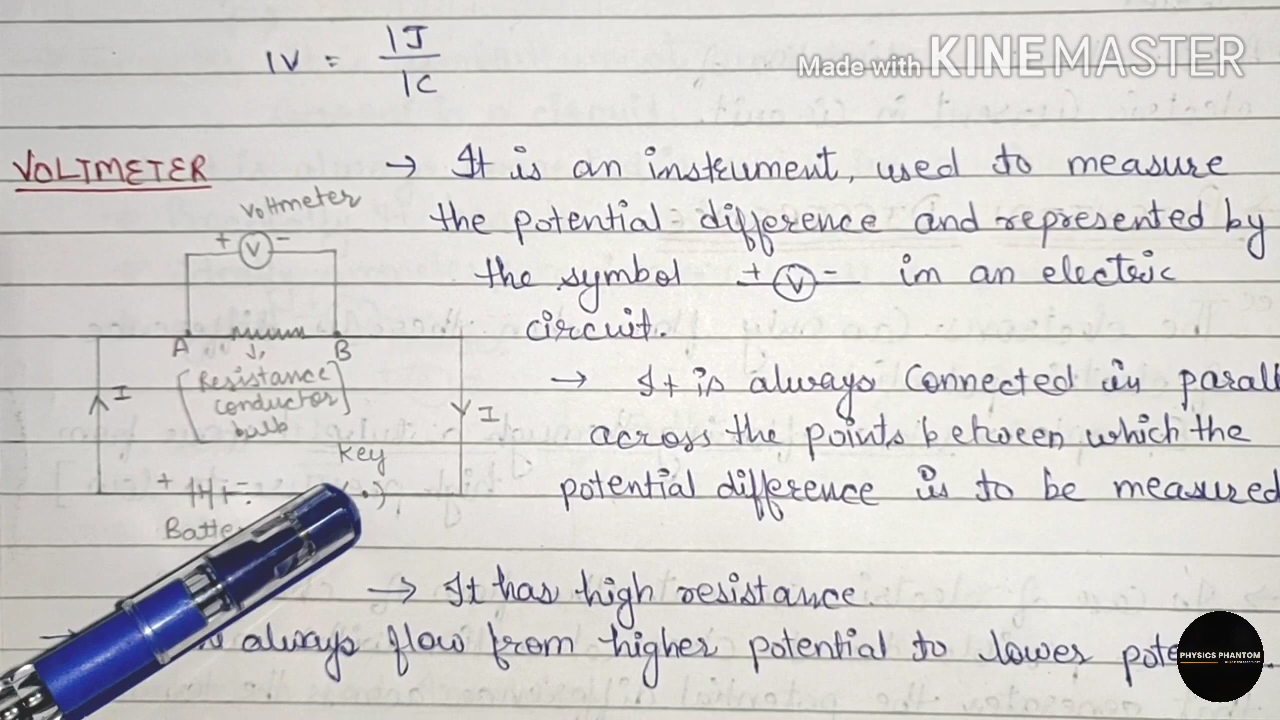 1V = 1J
1C
Made with KINEMASTER
VOLTMETER
→ It is an instrument, used to measure
the potential difference and represented by
the symbol + V - in an electric
circuit.
voltmeter
+ V -
A B
Resistance
conductor
bulb
I I
key
+ -
Batte
→ It is always connected in parall
across the points between which the
potential difference is to be measured
→ It has high resistance.
→ always flow from higher potential to lower pote
PHYSICS PHANTOM